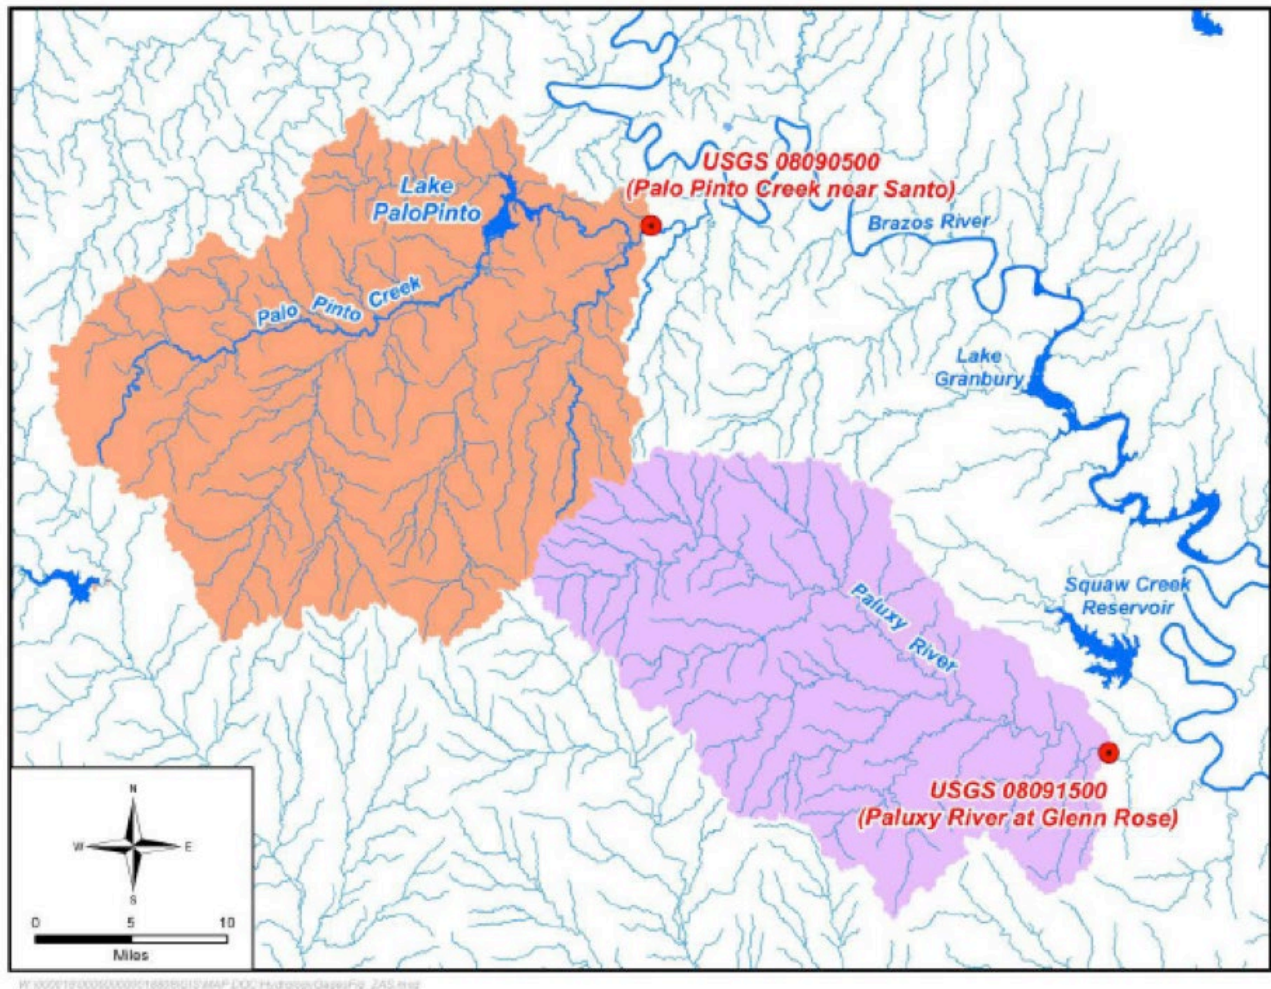 USGS 08090500
(Palo Pinto Creek near Santo)
Lake
PaloPinto
Brazos River
Palo Pinto Creek
Lake
Granbury
Squaw Creek
Reservoir
Paluxy River
USGS 08091500
(Paluxy River at Glenn Rose)
N
W E
S
0 5 10
Miles